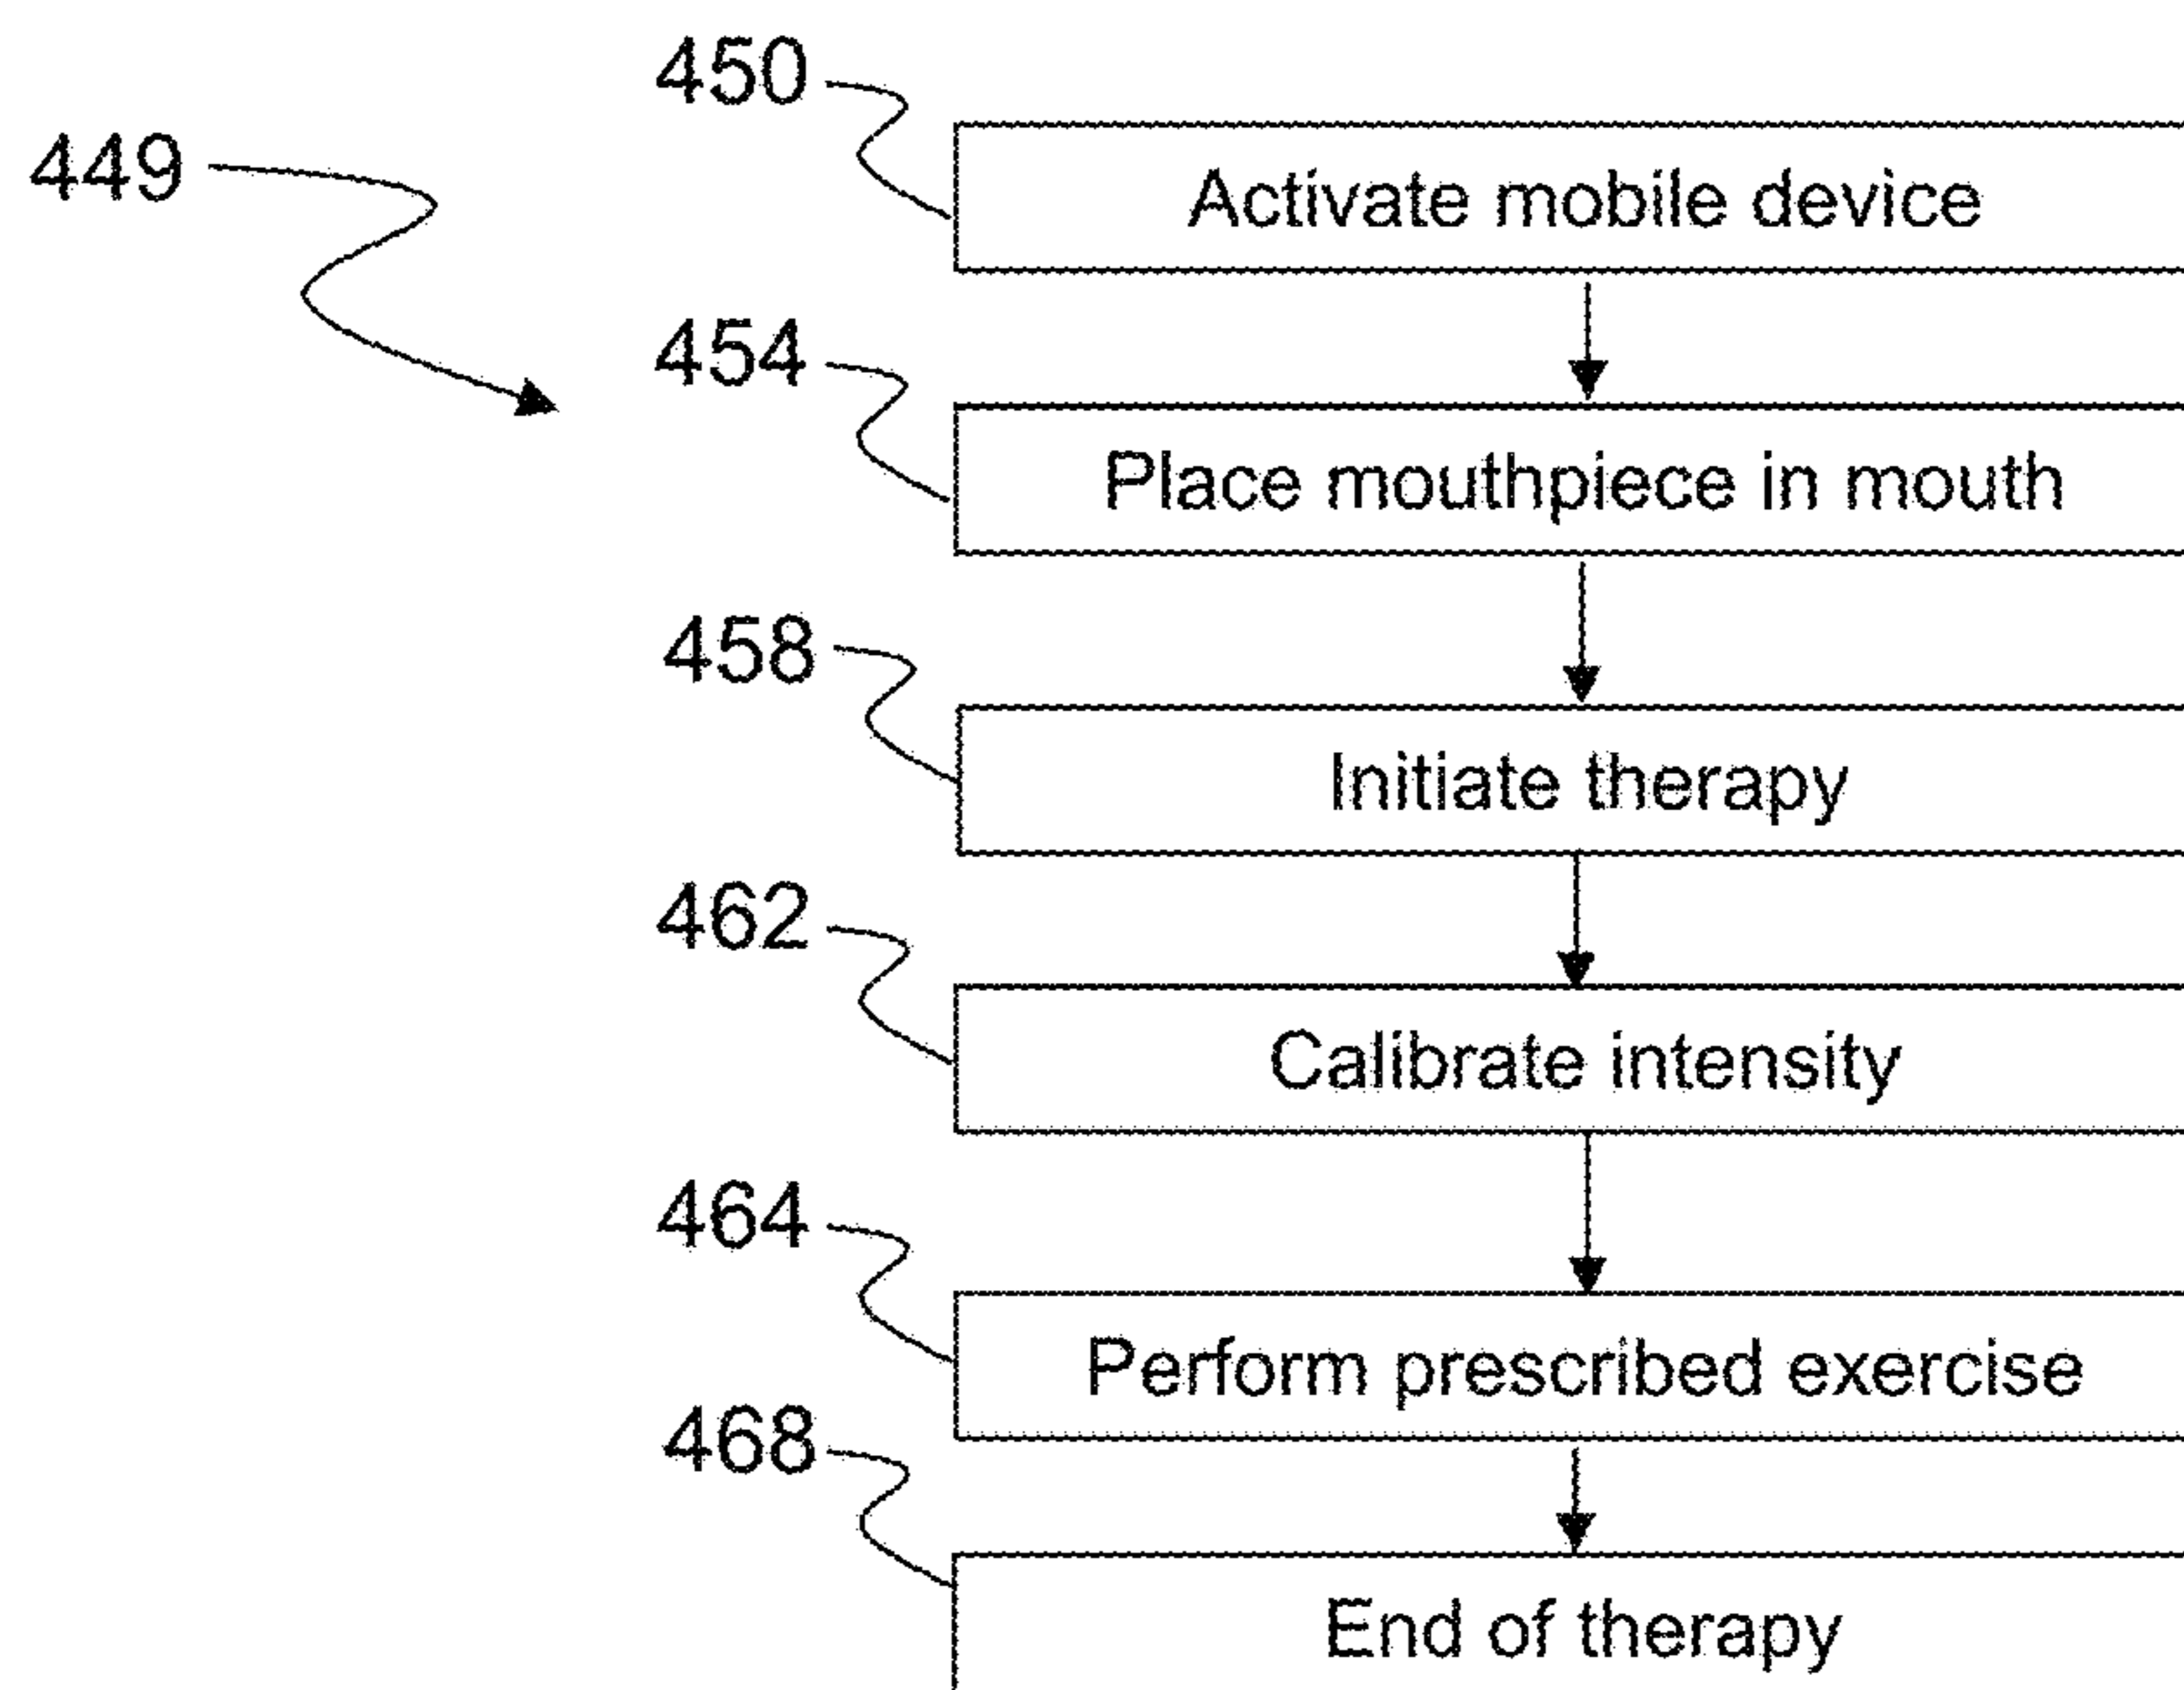 450
Activate mobile device
449
454
Place mouthpiece in mouth
458
Initiate therapy
462
Calibrate intensity
464
Perform prescribed exercise
468
End of therapy